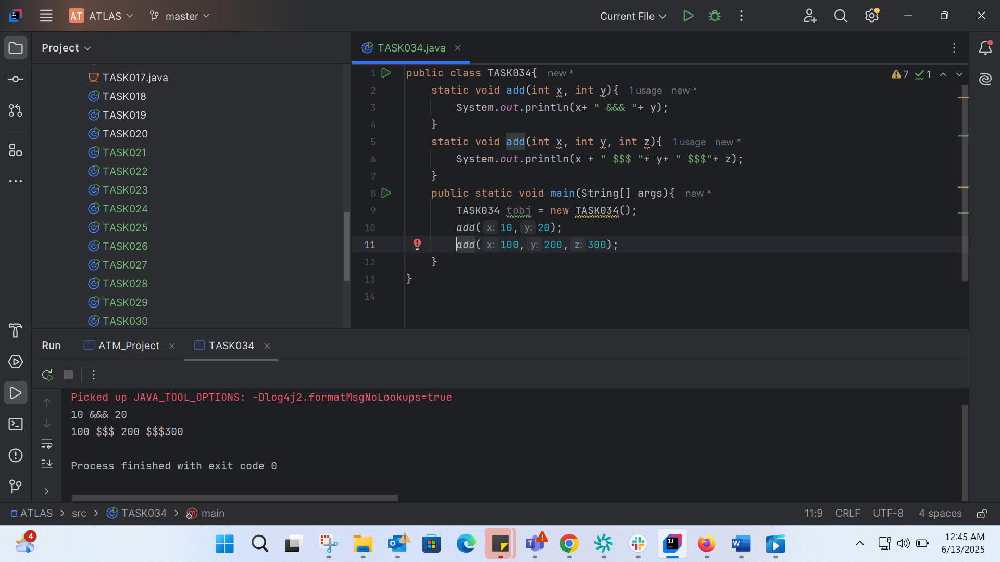 AT ATLAS master Current File
Project
TASK034.java
TASK017.java
TASK018
TASK019
TASK020
TASK021
TASK022
TASK023
TASK024
TASK025
TASK026
TASK027
TASK028
TASK029
TASK030
7 1
1 public class TASK034{ new *
2 static void add(int x, int y){ 1 usage new *
3 System.out.println(x+ " &&& "+ y);
4 }
5 static void add(int x, int y, int z){ 1 usage new *
6 System.out.println(x + " $$$ "+ y+ " $$$"+ z);
7 }
8 public static void main(String[] args){ new *
9 TASK034 tobj = new TASK034();
10 add( x: 10, y: 20);
11 add( x: 100, y: 200, z: 300);
12 }
13 }
14
Run ATM_Project TASK034
Picked up JAVA_TOOL_OPTIONS: -Dlog4j2.formatMsgNoLookups=true
10 &&& 20
100 $$$ 200 $$$300
Process finished with exit code 0
ATLAS > src > TASK034 > main
11:9 CRLF UTF-8 4 spaces
4
12:45 AM
6/13/2025